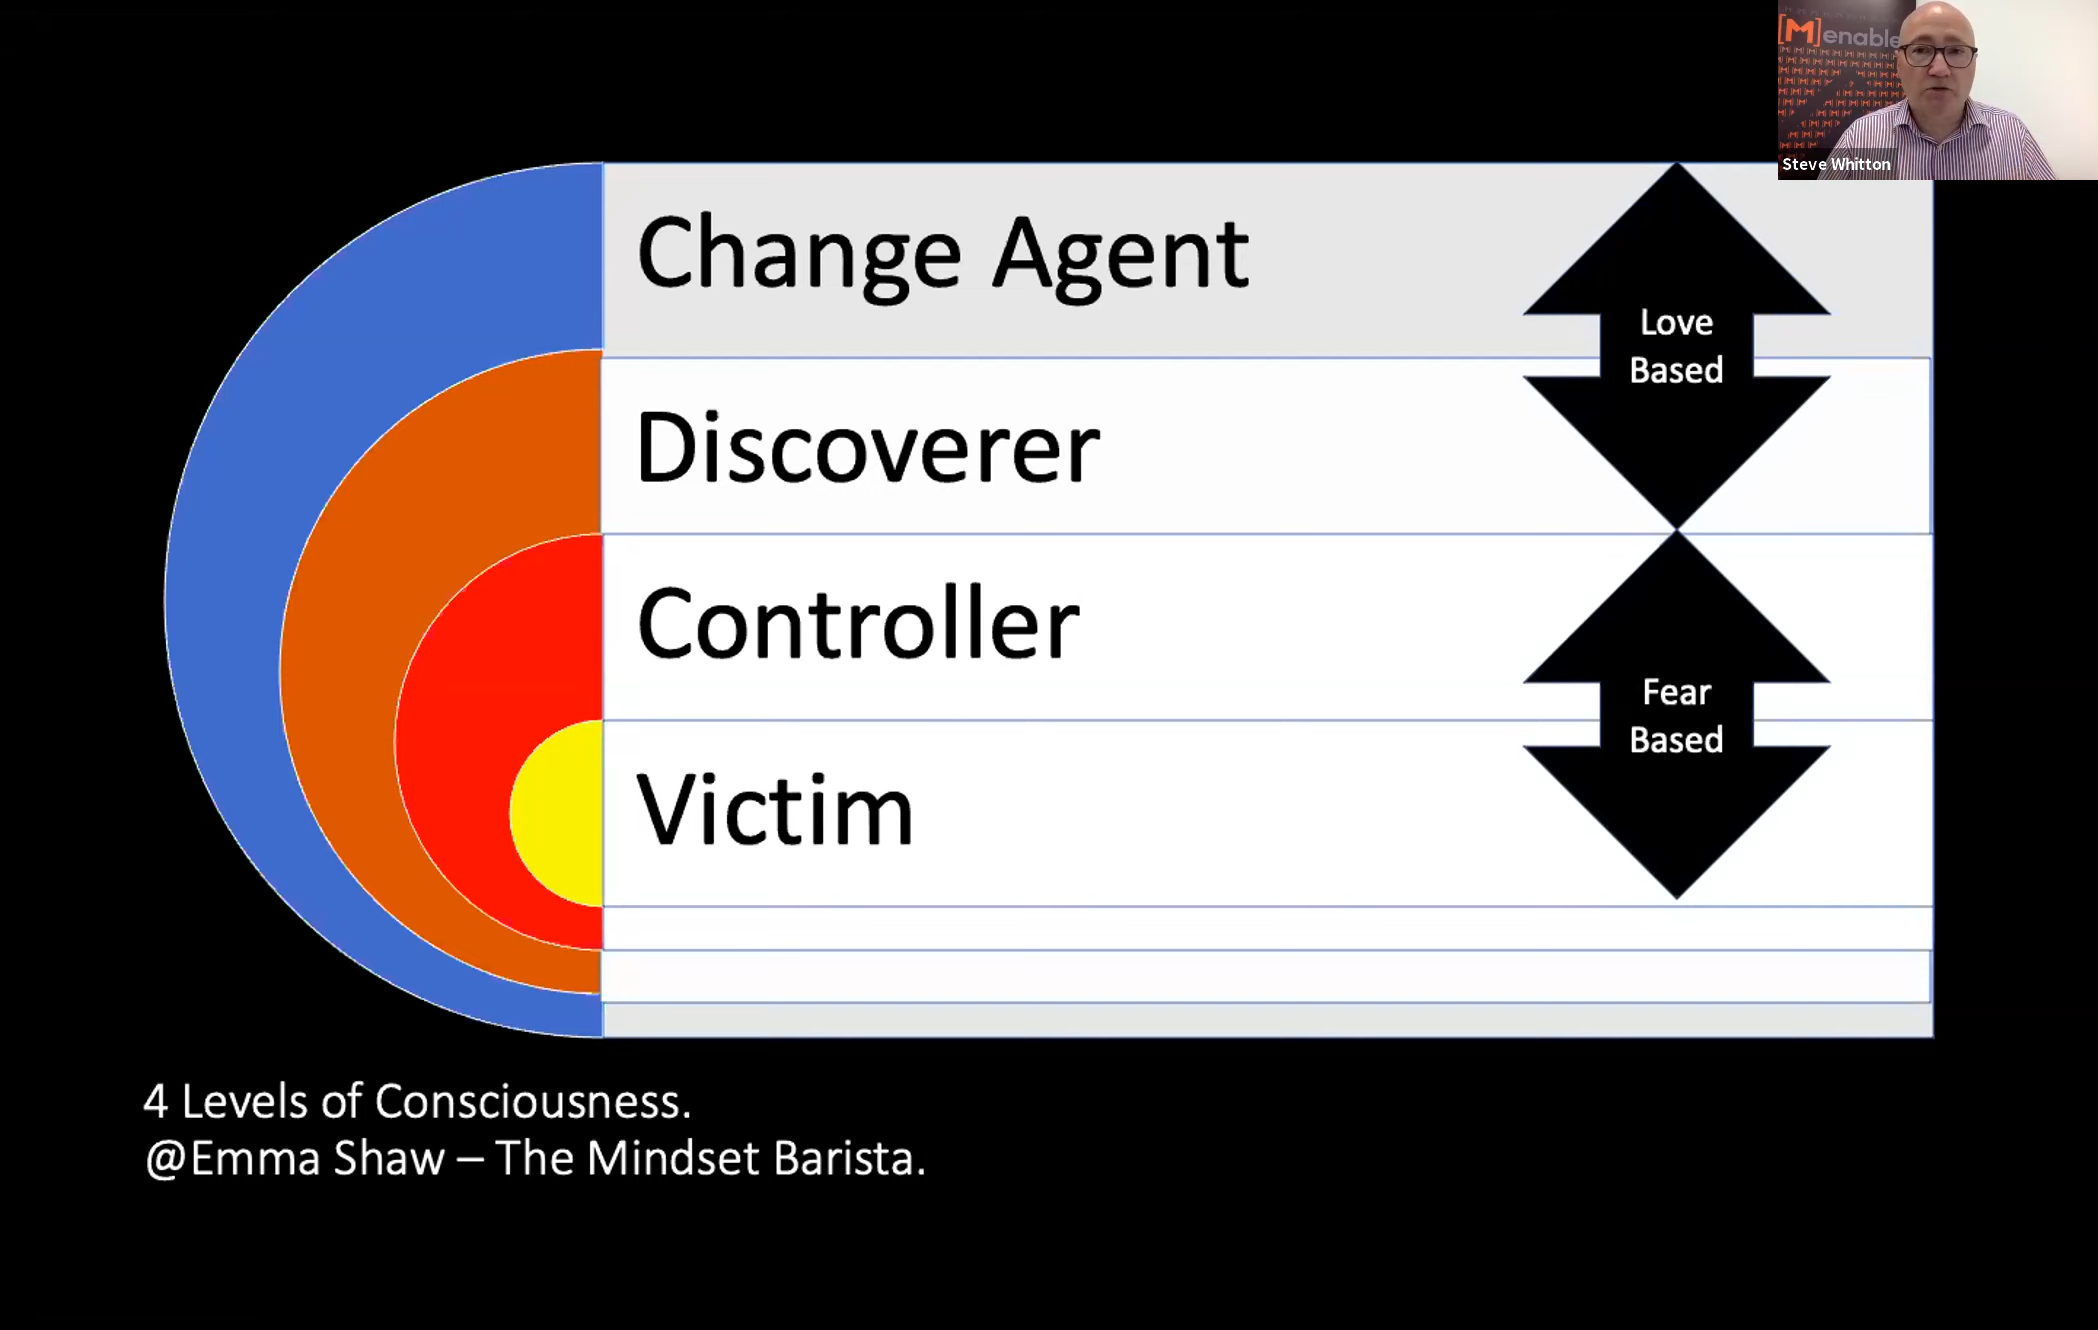 [M]enable
Steve Whitton
Change Agent
Love
Based
Discoverer
Controller
Fear
Based
Victim
4 Levels of Consciousness.
@Emma Shaw – The Mindset Barista.